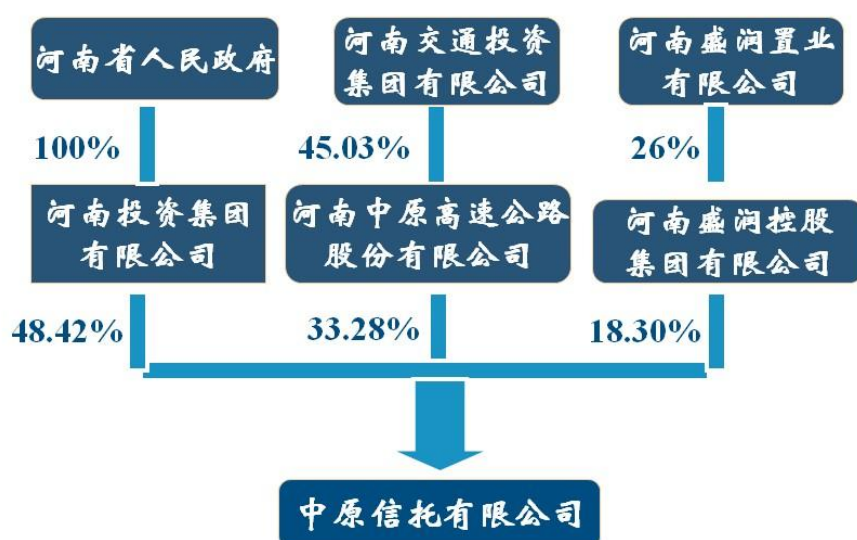 河南省人民政府
河南交通投资
集团有限公司
河南盛润置业
有限公司
100%
45.03%
26%
河南投资集团
有限公司
河南中原高速公路
股份有限公司
河南盛润控股
集团有限公司
48.42%
33.28%
18.30%
中原信托有限公司